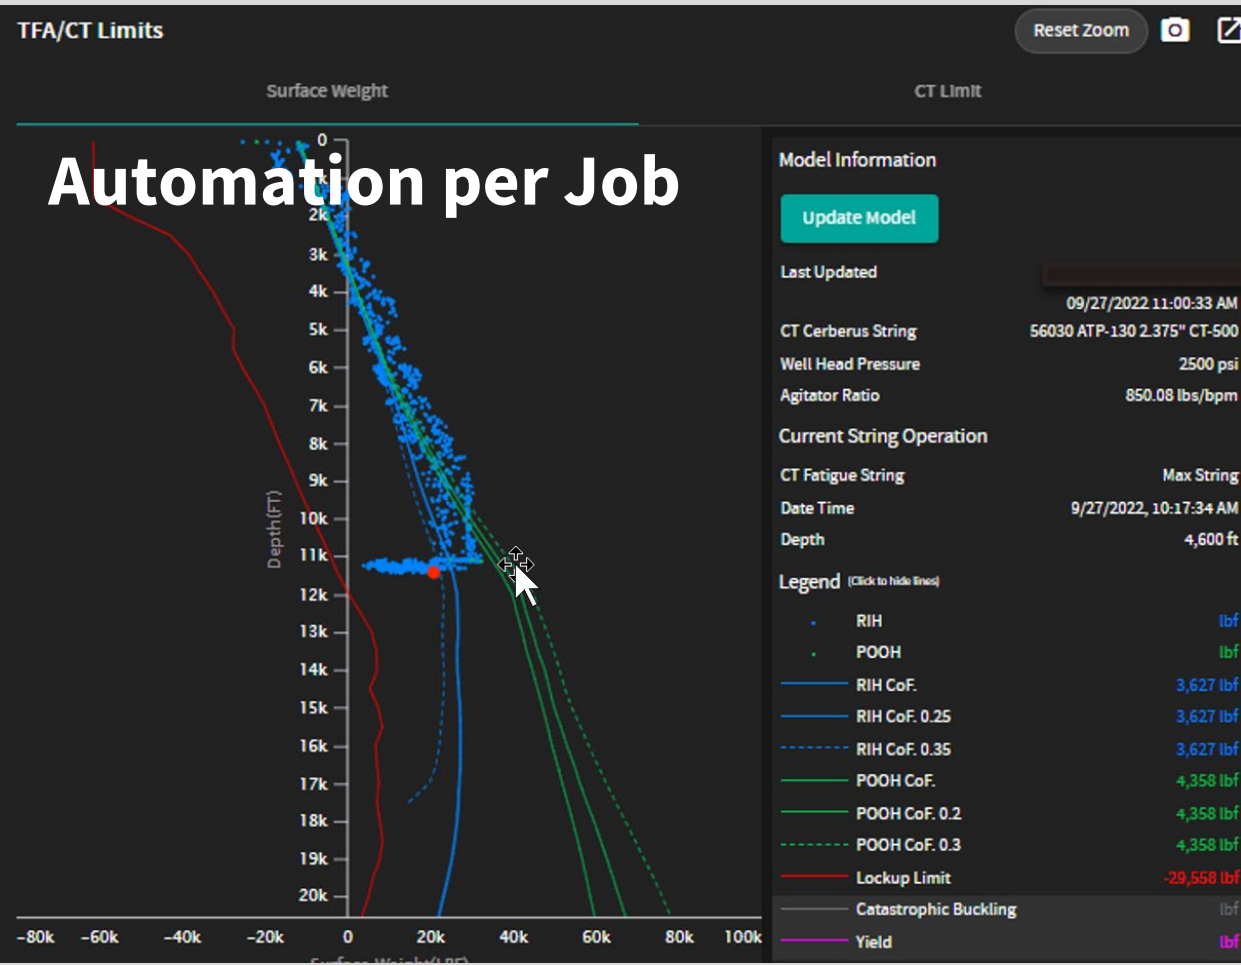 TFA/CT Limits
Reset Zoom
Surface Weight
CT Limit
Automation per Job
0
2k
3k
4k
5k
6k
7k
8k
9k
10k
11k
12k
13k
14k
15k
16k
17k
18k
19k
20k
Depth(FT)
-80k -60k -40k -20k 0 20k 40k 60k 80k 100k
Surface Weight(LBF)
Model Information
Update Model
Last Updated
09/27/2022 11:00:33 AM
CT Cerberus String 56030 ATP-130 2.375" CT-500
Well Head Pressure 2500 psi
Agitator Ratio 850.08 lbs/bpm
Current String Operation
CT Fatigue String Max String
Date Time 9/27/2022, 10:17:34 AM
Depth 4,600 ft
Legend (Click to hide lines)
RIH lbf
POOH lbf
RIH CoF. 3,627 lbf
RIH CoF. 0.25 3,627 lbf
RIH CoF. 0.35 3,627 lbf
POOH CoF. 4,358 lbf
POOH CoF. 0.2 4,358 lbf
POOH CoF. 0.3 4,358 lbf
Lockup Limit -29,558 lbf
Catastrophic Buckling lbf
Yield lbf